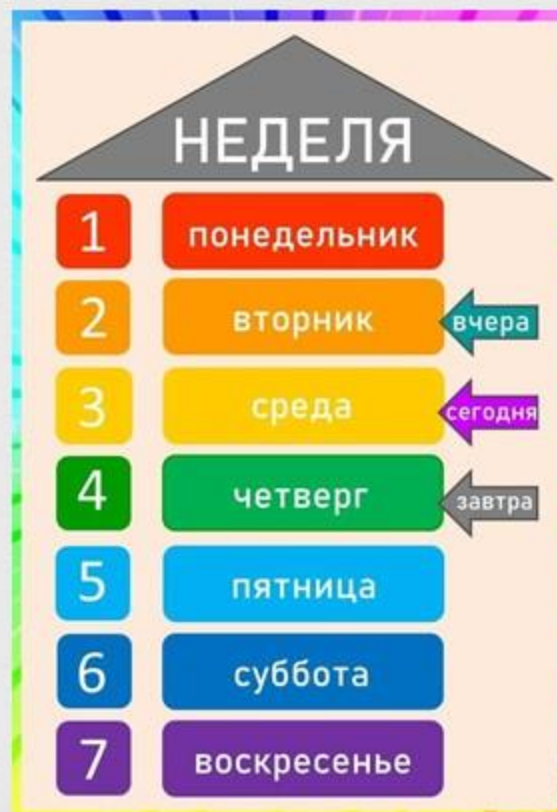 НЕДЕЛЯ
1 понедельник
2 вторник вчера
3 среда сегодня
4 четверг завтра
5 пятница
6 суббота
7 воскресенье